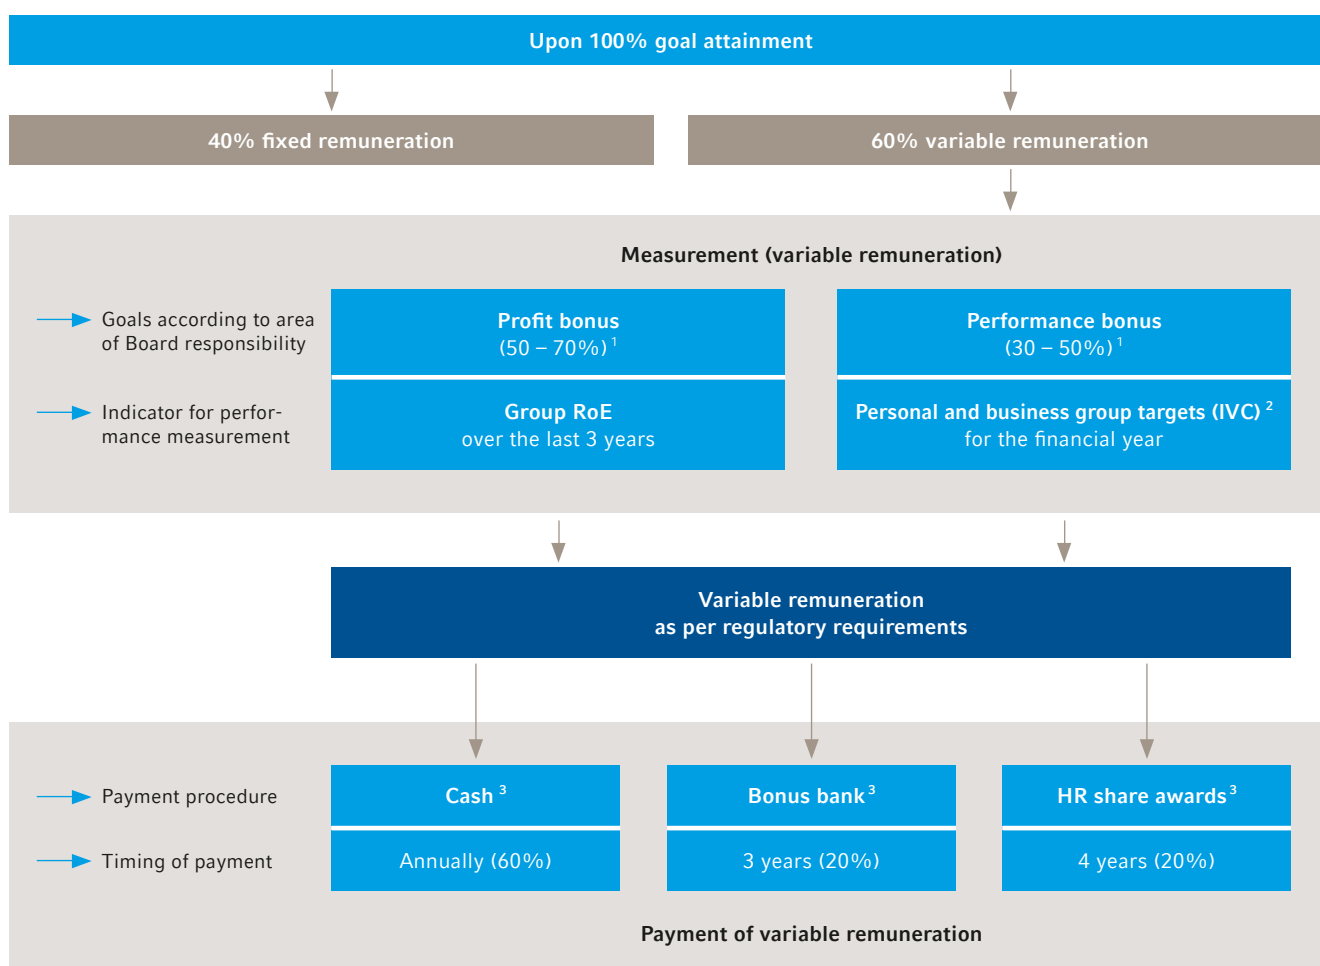 Upon 100% goal attainment
40% fixed remuneration
60% variable remuneration
Measurement (variable remuneration)
Goals according to area
of Board responsibility
Profit bonus
(50 – 70%) 1
Performance bonus
(30 – 50%) 1
Indicator for perfor-
mance measurement
Group RoE
over the last 3 years
Personal and business group targets (IVC) 2
for the financial year
Variable remuneration
as per regulatory requirements
Payment procedure
Cash 3
Bonus bank 3
HR share awards 3
Timing of payment
Annually (60%)
3 years (20%)
4 years (20%)
Payment of variable remuneration